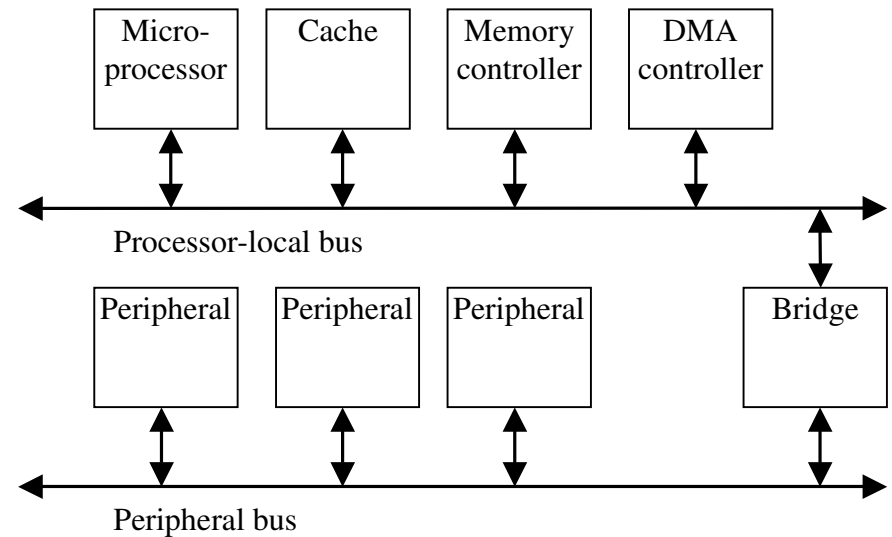 Micro-
processor
Cache
Memory
controller
DMA
controller
Processor-local bus
Peripheral
Peripheral
Peripheral
Bridge
Peripheral bus